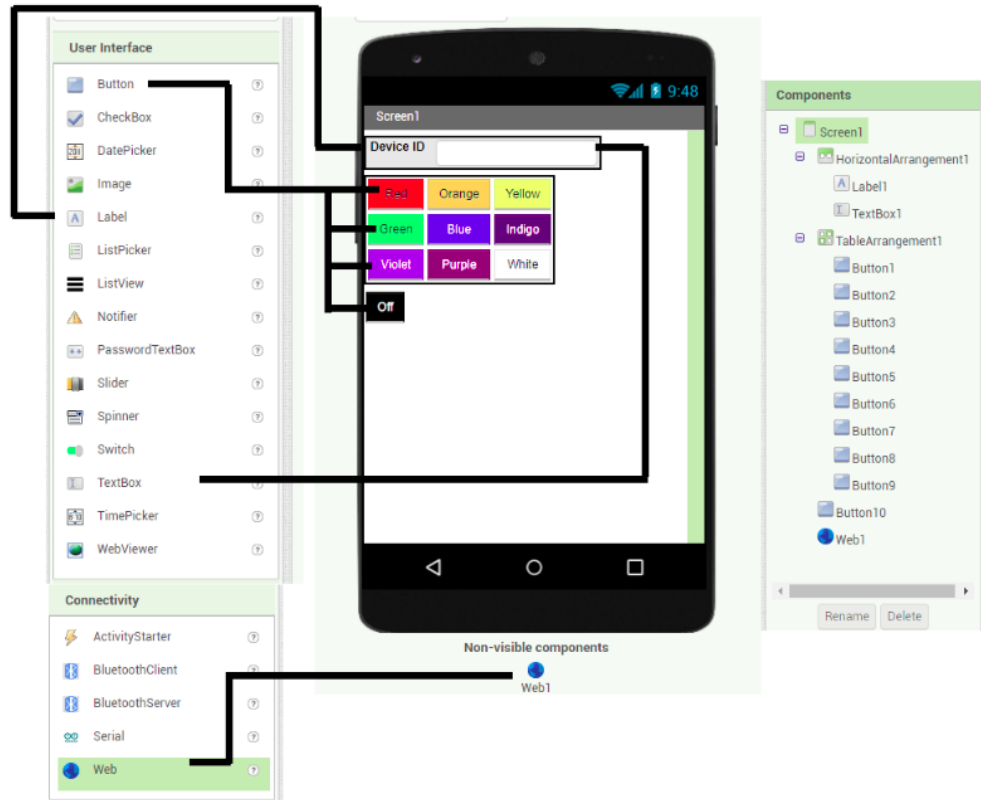 User Interface
Button
CheckBox
DatePicker
Image
Label
ListPicker
ListView
Notifier
PasswordTextBox
Slider
Spinner
Switch
TextBox
TimePicker
WebViewer
Connectivity
ActivityStarter
BluetoothClient
BluetoothServer
Serial
Web
9:48
Screen1
Device ID
Red Orange Yellow
Green Blue Indigo
Violet Purple White
Off
Non-visible components
Web1
Components
Screen1
HorizontalArrangement1
Label1
TextBox1
TableArrangement1
Button1
Button2
Button3
Button4
Button5
Button6
Button7
Button8
Button9
Button10
Web1
Rename Delete